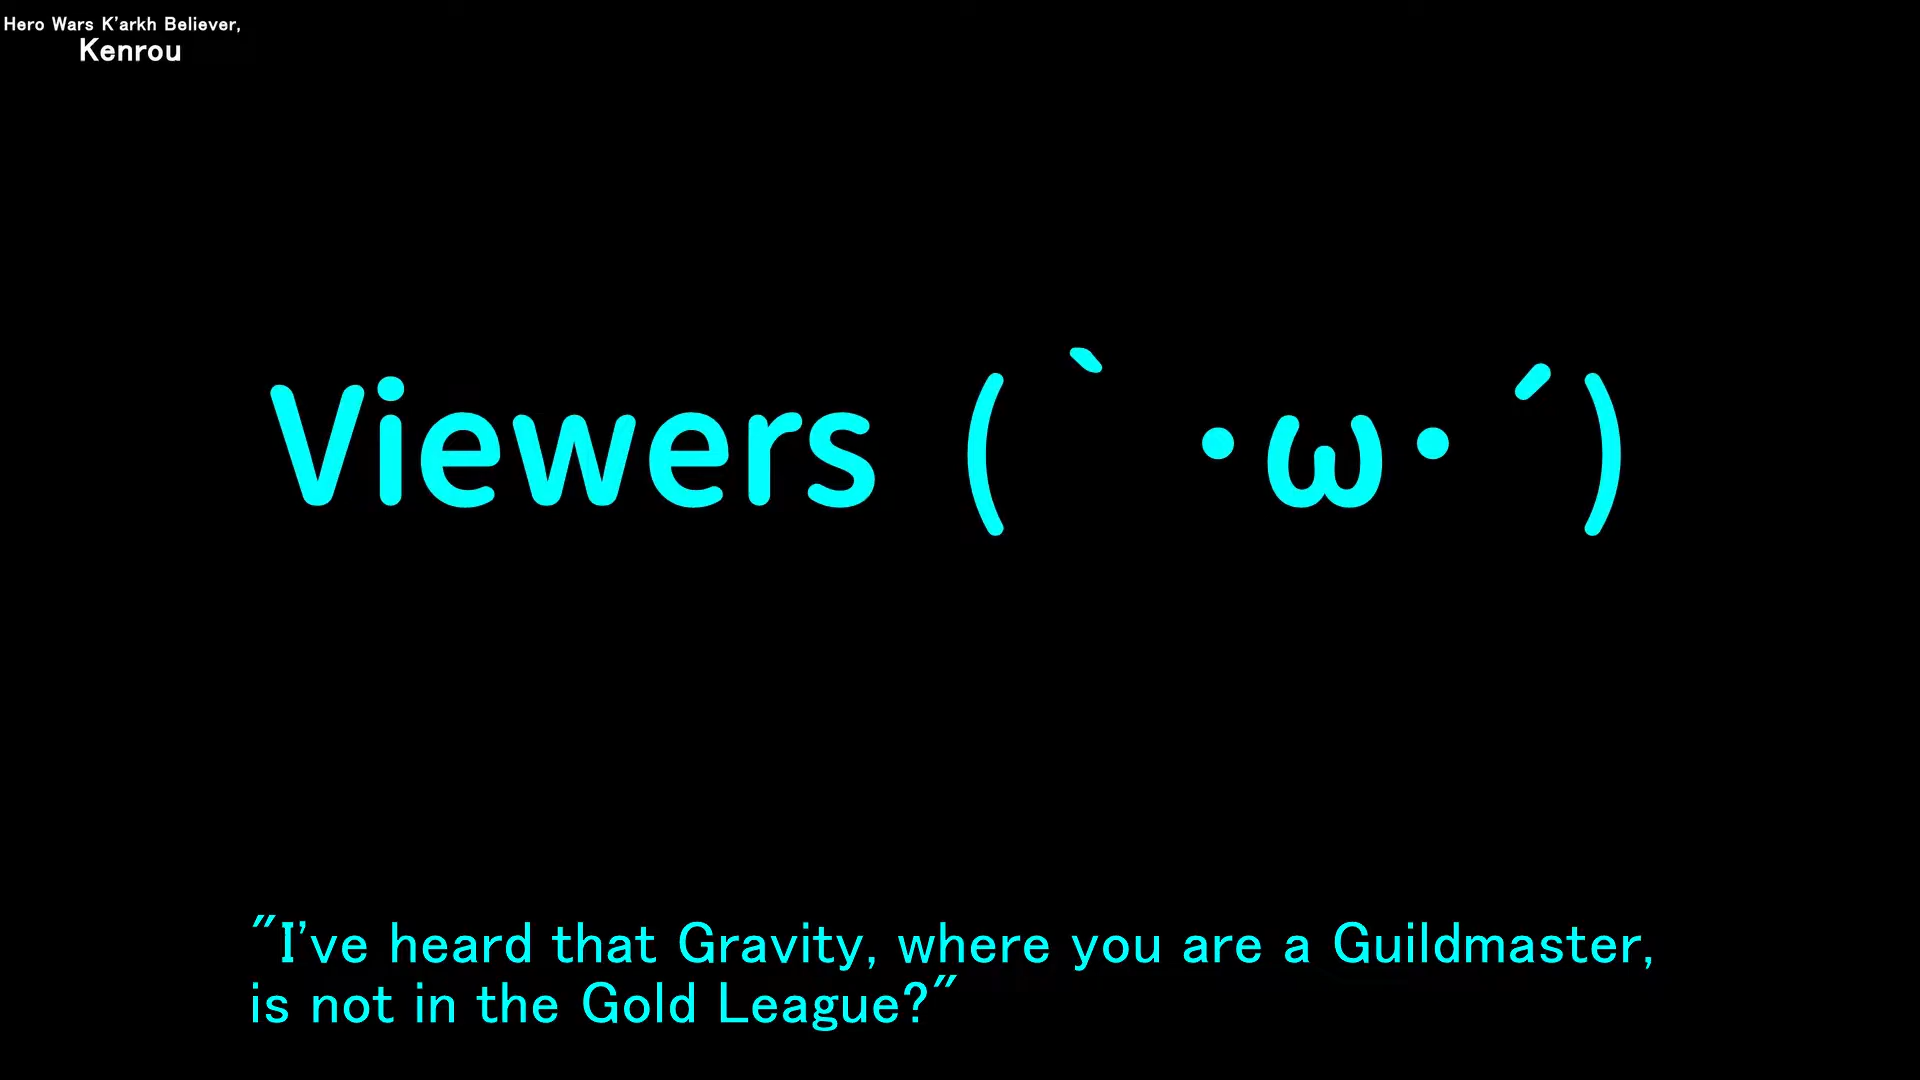 Hero Wars K'arkh Believer,
Kenrou
Viewers (｀・ω・´)
"I've heard that Gravity, where you are a Guildmaster,
is not in the Gold League?"